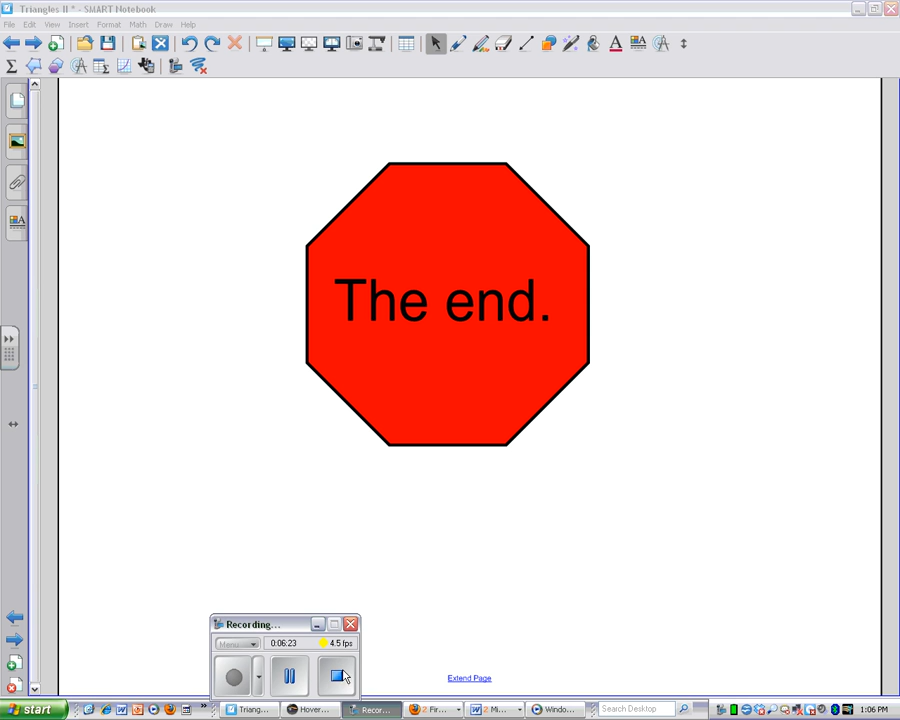 Triangles II * - SMART Notebook
File Edit View Insert Format Math Draw Help
The end.
Recording...
Menu 0:06:23 4.5 fps
Extend Page
start Triang... Hover... Recor... 2 Fire... 2 Mi... Windo... Search Desktop 1:06 PM